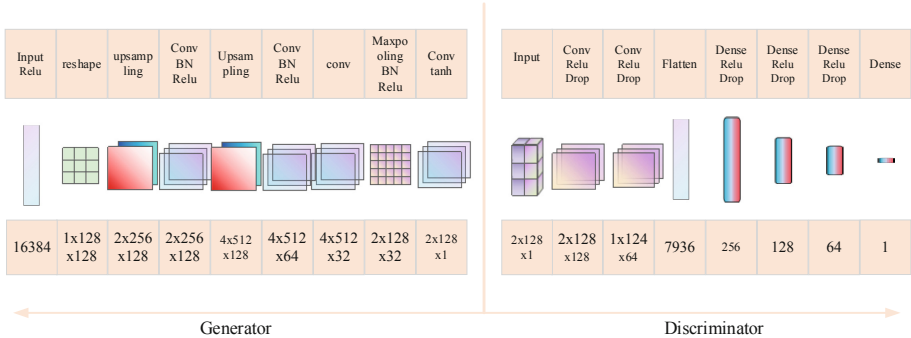 Input
Relu
reshape
upsamp
ling
Conv
BN
Relu
Upsam
pling
Conv
BN
Relu
conv
Maxpo
oling
BN
Relu
Conv
tanh
Input
Conv
Relu
Drop
Conv
Relu
Drop
Flatten
Dense
Relu
Drop
Dense
Relu
Drop
Dense
Relu
Drop
Dense
16384
1x128
x128
2x256
x128
2x256
x128
4x512
x128
4x512
x64
4x512
x32
2x128
x32
2x128
x1
2x128
x1
2x128
x128
1x124
x64
7936
256
128
64
1
Generator
Discriminator